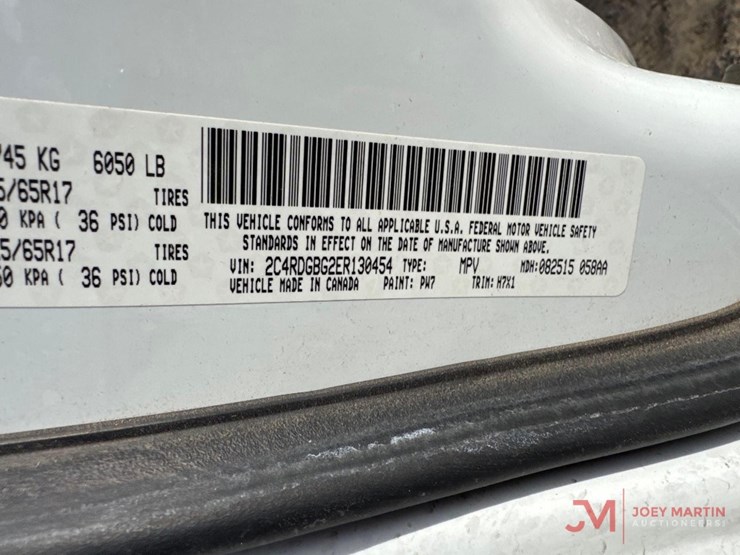 745 KG 6050 LB
5/65R17 TIRES
0 KPA ( 36 PSI) COLD
5/65R17 TIRES
50 KPA ( 36 PSI) COLD
THIS VEHICLE CONFORMS TO ALL APPLICABLE U.S.A. FEDERAL MOTOR VEHICLE SAFETY
STANDARDS IN EFFECT ON THE DATE OF MANUFACTURE SHOWN ABOVE.
VIN: 2C4RDGBG2ER130454 TYPE: MPV MDH:082515 058AA
VEHICLE MADE IN CANADA PAINT: PW7 TRIM: H7X1
JM JOEY MARTIN
AUCTIONEERS!